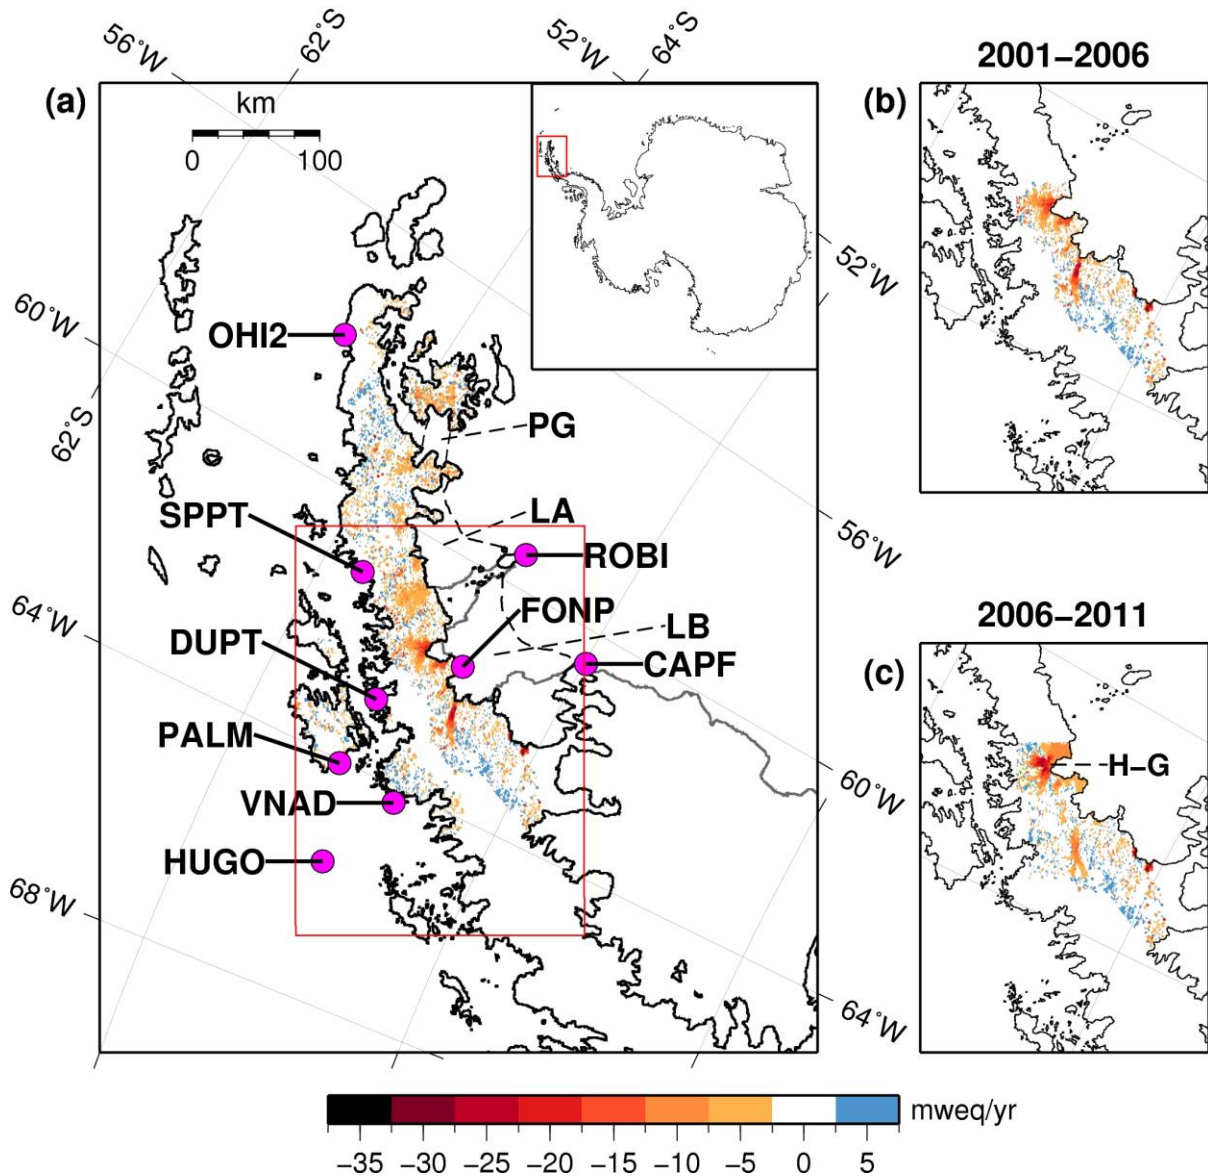 56°W
62°S
52°W
64°S
(a)
km
0
100
60°W
62°S
64°W
68°W
52°W
56°W
60°W
64°W
OHI2
PG
SPPT
LA
ROBI
FONP
LB
DUPT
CAPF
PALM
VNAD
HUGO
2001−2006
(b)
2006−2011
(c)
H−G
−35 −30 −25 −20 −15 −10 −5 0 5
mweq/yr